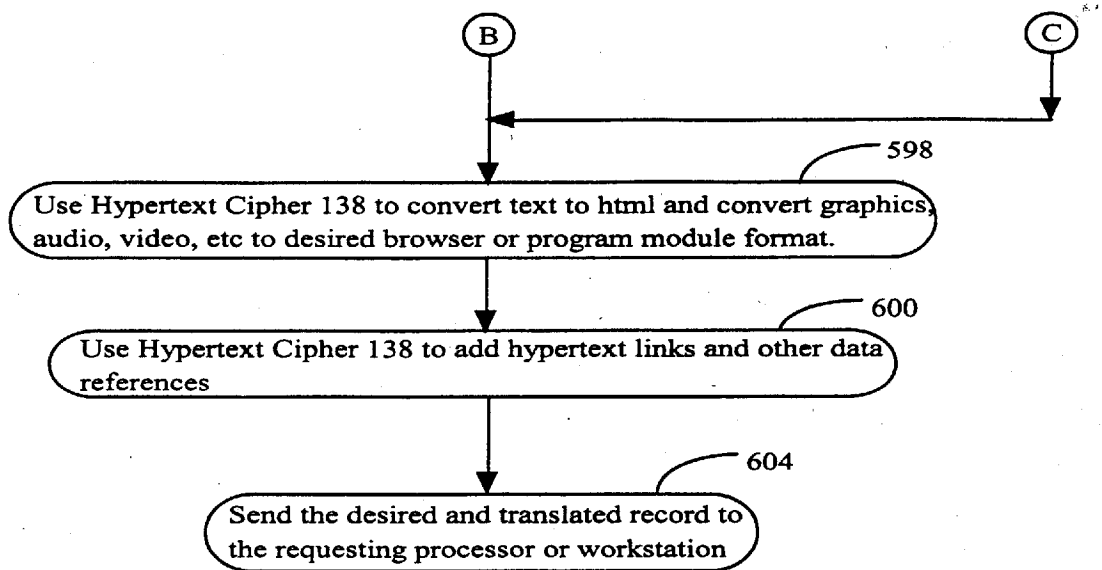 B
C
598
Use Hypertext Cipher 138 to convert text to html and convert graphics,
audio, video, etc to desired browser or program module format.
600
Use Hypertext Cipher 138 to add hypertext links and other data
references
604
Send the desired and translated record to
the requesting processor or workstation